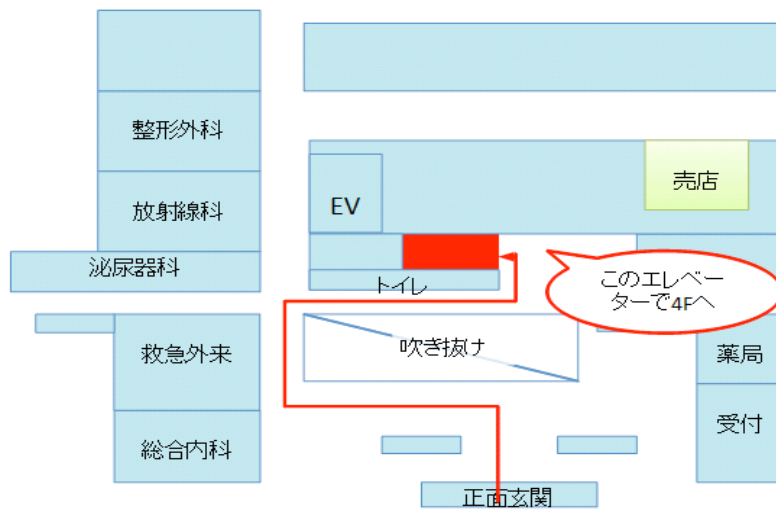 整形外科
放射線科
泌尿器科
EV
売店
トイレ
このエレベー
ターで4Fへ
救急外来
吹き抜け
薬局
総合内科
受付
正面玄関